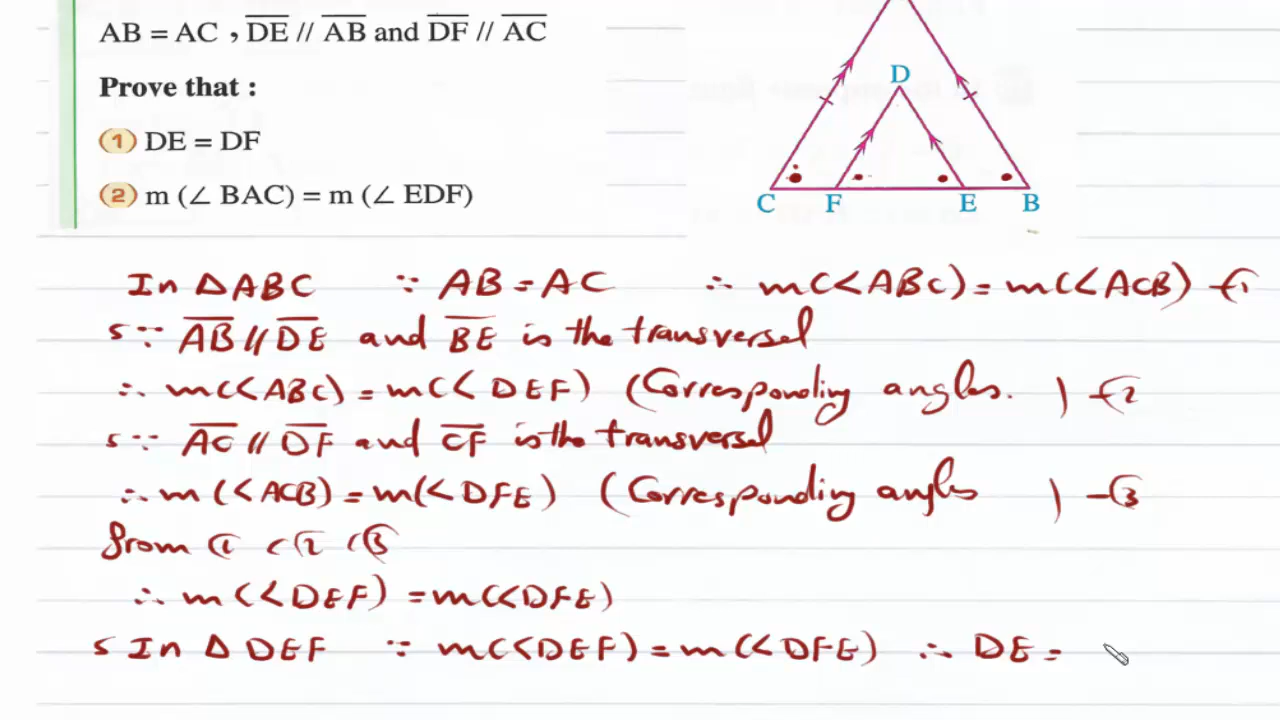 AB = AC , DE // AB and DF // AC
Prove that :
1 DE = DF
2 m (∠ BAC) = m (∠ EDF)
D
C F E B
In △ABC ∵ AB = AC ∴ m(<ABC) = m(<ACB) -1
, ∵ AB // DE and BE is the transversal
∴ m(<ABC) = m(<DEF) (Corresponding angles. ) -2
, ∵ AC // DF and CF is the transversal
∴ m(<ACB) = m(<DFE) (Corresponding angles ) -3
from 1 , 2 , 3
∴ m(<DEF) = m(<DFE)
, In △ DEF ∵ m(<DEF) = m(<DFE) ∴ DE =